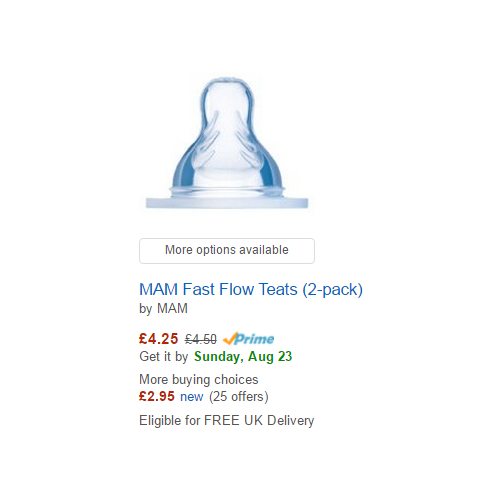 More options available
MAM Fast Flow Teats (2-pack)
by MAM
£4.25 £4.50 Prime
Get it by Sunday, Aug 23
More buying choices
£2.95 new (25 offers)
Eligible for FREE UK Delivery